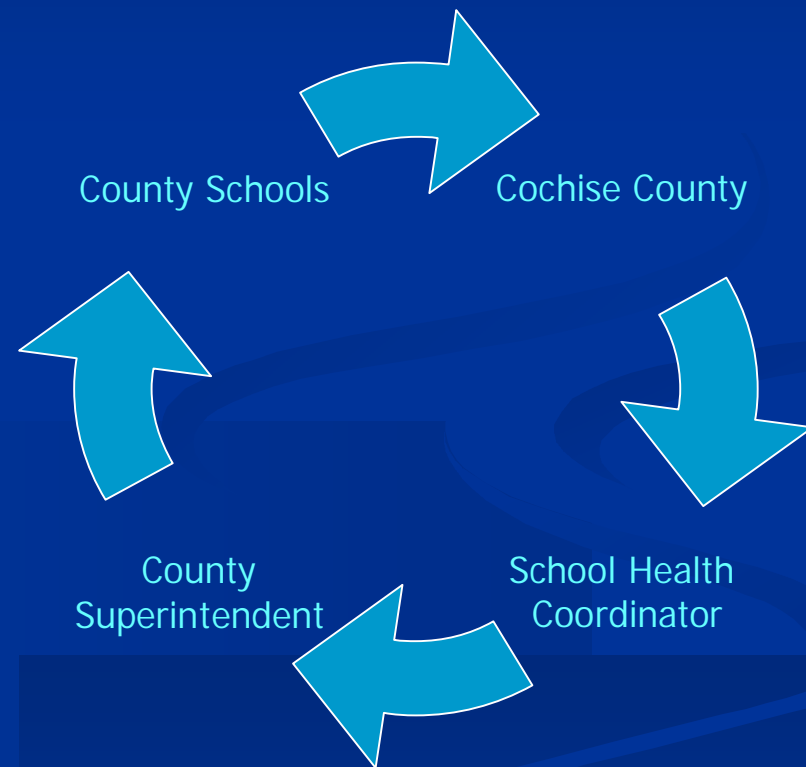 County Schools
Cochise County
County
Superintendent
School Health
Coordinator